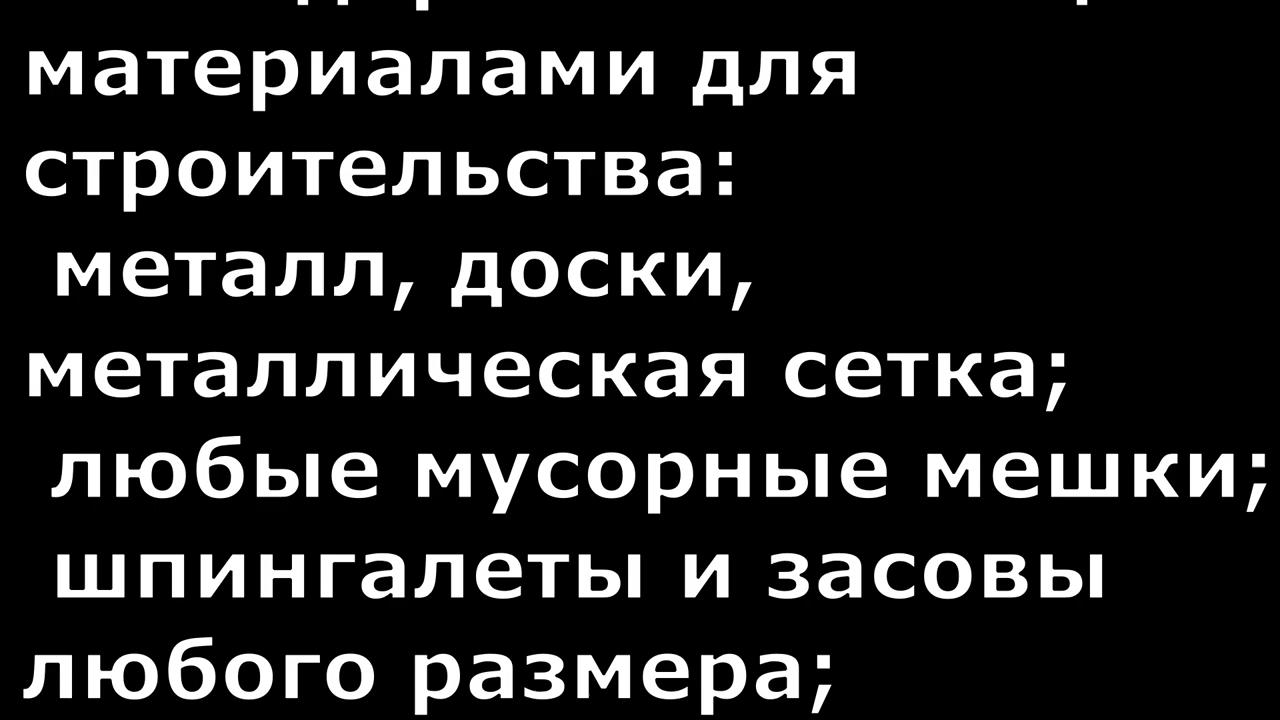 материалами для
строительства:
металл, доски,
металлическая сетка;
любые мусорные мешки;
шпингалеты и засовы
любого размера;